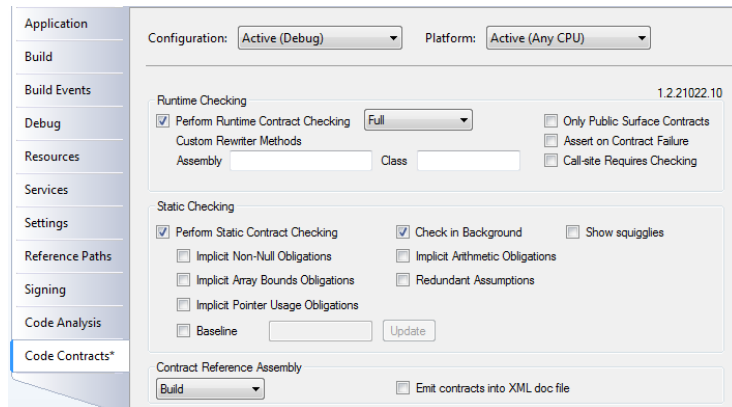 Application
Build
Build Events
Debug
Resources
Services
Settings
Reference Paths
Signing
Code Analysis
Code Contracts*
Configuration: Active (Debug) Platform: Active (Any CPU)
1.2.21022.10
Runtime Checking
Perform Runtime Contract Checking Full Only Public Surface Contracts
Custom Rewriter Methods Assert on Contract Failure
Assembly Class Call-site Requires Checking
Static Checking
Perform Static Contract Checking Check in Background Show squigglies
Implicit Non-Null Obligations Implicit Arithmetic Obligations
Implicit Array Bounds Obligations Redundant Assumptions
Implicit Pointer Usage Obligations
Baseline Update
Contract Reference Assembly
Build Emit contracts into XML doc file